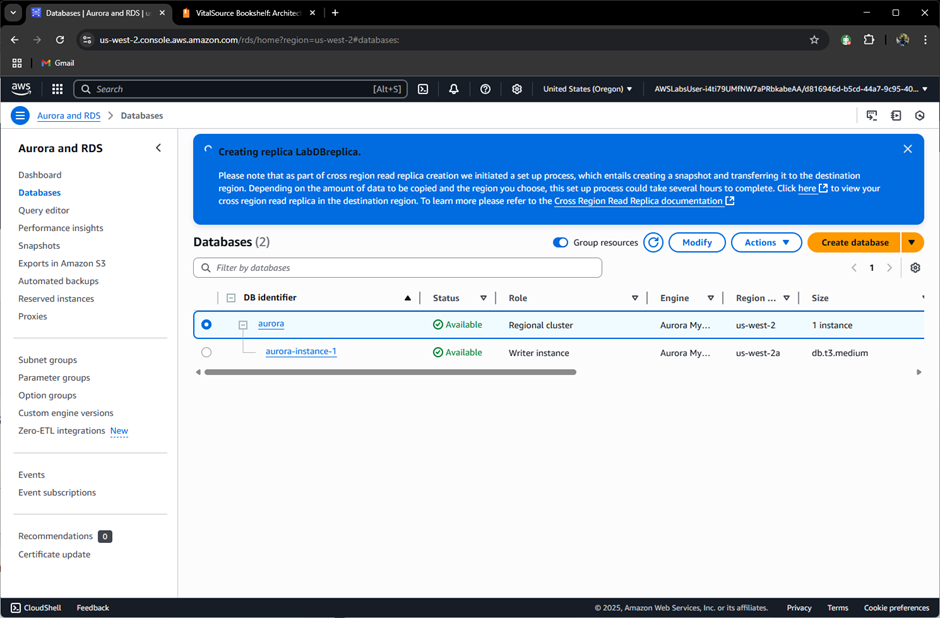 Databases | Aurora and RDS | us
VitalSource Bookshelf: Architec
us-west-2.console.aws.amazon.com/rds/home?region=us-west-2#databases:
Gmail
aws
Search
[Alt+S]
United States (Oregon)
AWSLabsUser-i4ti79UMfNW7aPRbkabeAA/d816946d-b5cd-44a7-9c95-40...
Aurora and RDS
Databases
Aurora and RDS
Dashboard
Databases
Query editor
Performance insights
Snapshots
Exports in Amazon S3
Automated backups
Reserved instances
Proxies
Subnet groups
Parameter groups
Option groups
Custom engine versions
Zero-ETL integrations New
Events
Event subscriptions
Recommendations 0
Certificate update
Creating replica LabDBreplica.
Please note that as part of cross region read replica creation we initiated a set up process, which entails creating a snapshot and transferring it to the destination
region. Depending on the amount of data to be copied and the region you choose, this set up process could take several hours to complete. Click here to view your
cross region read replica in the destination region. To learn more please refer to the Cross Region Read Replica documentation
Databases (2)
Group resources
Modify
Actions
Create database
Filter by databases
1
DB identifier
Status
Role
Engine
Region ...
Size
aurora
Available
Regional cluster
Aurora My...
us-west-2
1 instance
aurora-instance-1
Available
Writer instance
Aurora My...
us-west-2a
db.t3.medium
CloudShell
Feedback
© 2025, Amazon Web Services, Inc. or its affiliates.
Privacy
Terms
Cookie preferences